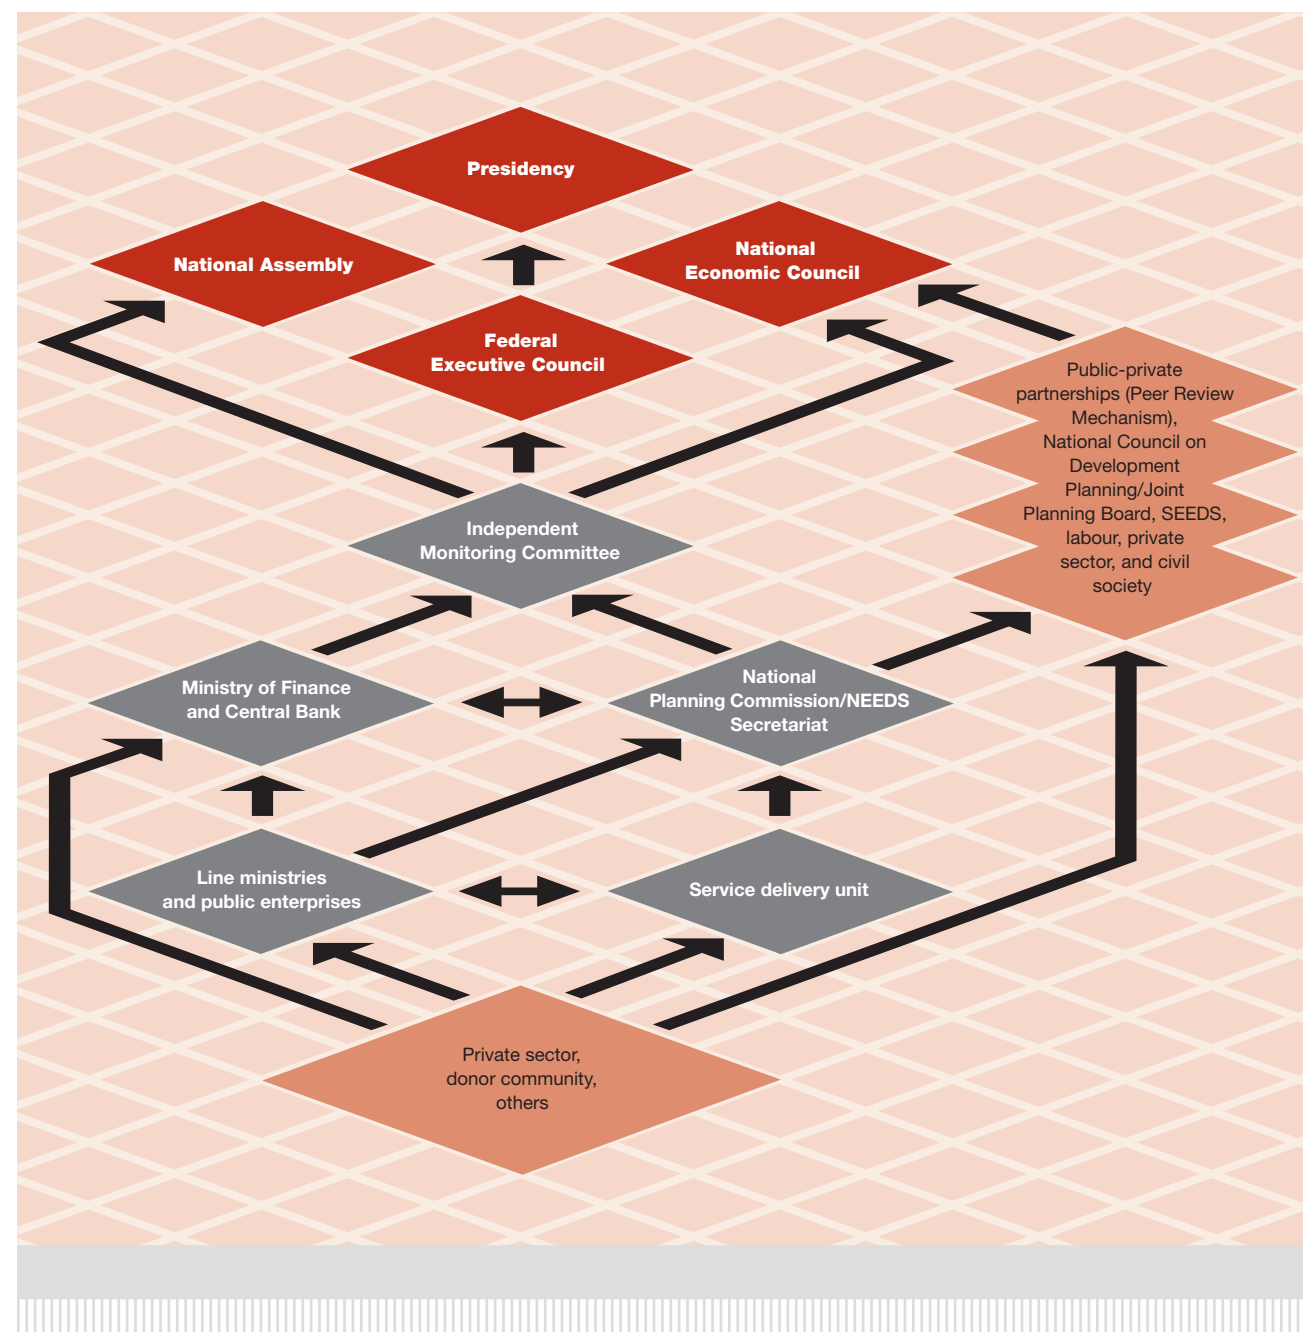 Presidency
National Assembly
National
Economic Council
Federal
Executive Council
Public-private
partnerships (Peer Review
Mechanism),
National Council on
Development
Planning/Joint
Planning Board, SEEDS,
labour, private
sector, and civil
society
Independent
Monitoring Committee
Ministry of Finance
and Central Bank
National
Planning Commission/NEEDS
Secretariat
Line ministries
and public enterprises
Service delivery unit
Private sector,
donor community,
others